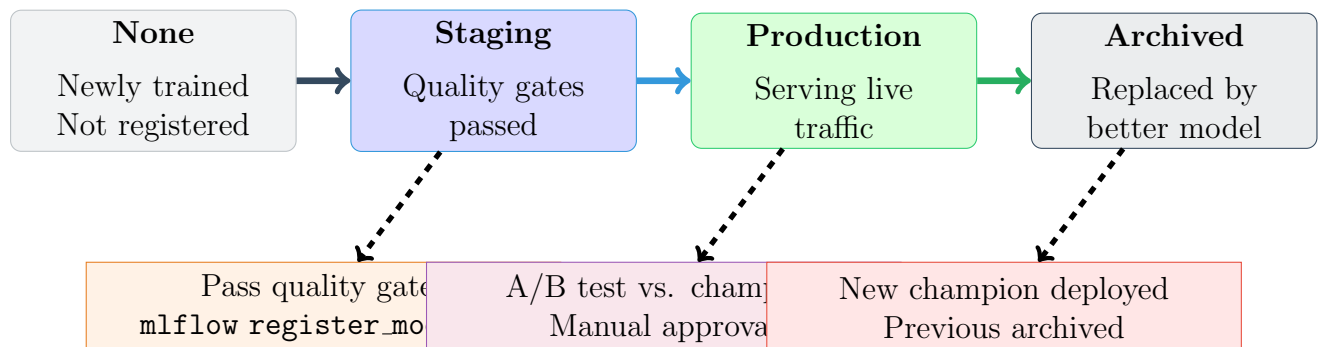 None
Newly trained
Not registered
Staging
Quality gates
passed
Production
Serving live
traffic
Archived
Replaced by
better model
Pass quality gate
mlflow register_mo
A/B test vs. champ
Manual approva
New champion deployed
Previous archived